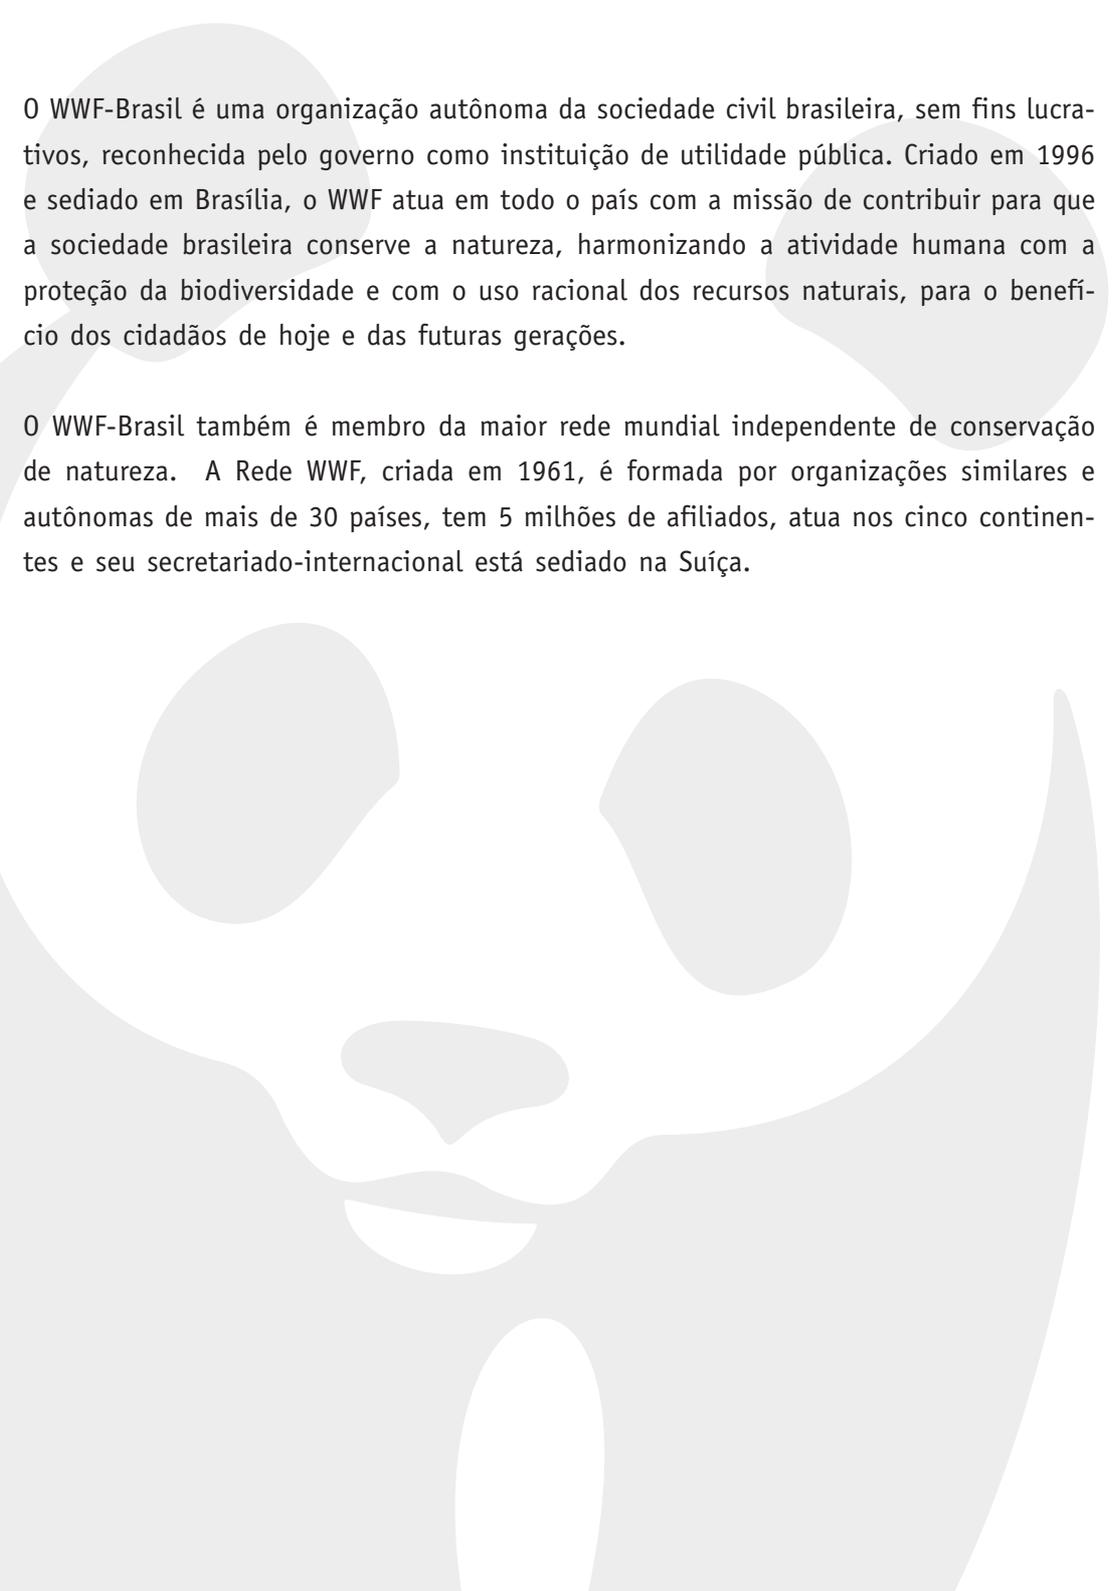 O WWF-Brasil é uma organização autônoma da sociedade civil brasileira, sem fins lucra-
tivos, reconhecida pelo governo como instituição de utilidade pública. Criado em 1996
e sediado em Brasília, o WWF atua em todo o país com a missão de contribuir para que
a sociedade brasileira conserve a natureza, harmonizando a atividade humana com a
proteção da biodiversidade e com o uso racional dos recursos naturais, para o benefí-
cio dos cidadãos de hoje e das futuras gerações.
O WWF-Brasil também é membro da maior rede mundial independente de conservação
de natureza. A Rede WWF, criada em 1961, é formada por organizações similares e
autônomas de mais de 30 países, tem 5 milhões de afiliados, atua nos cinco continen-
tes e seu secretariado-internacional está sediado na Suíça.